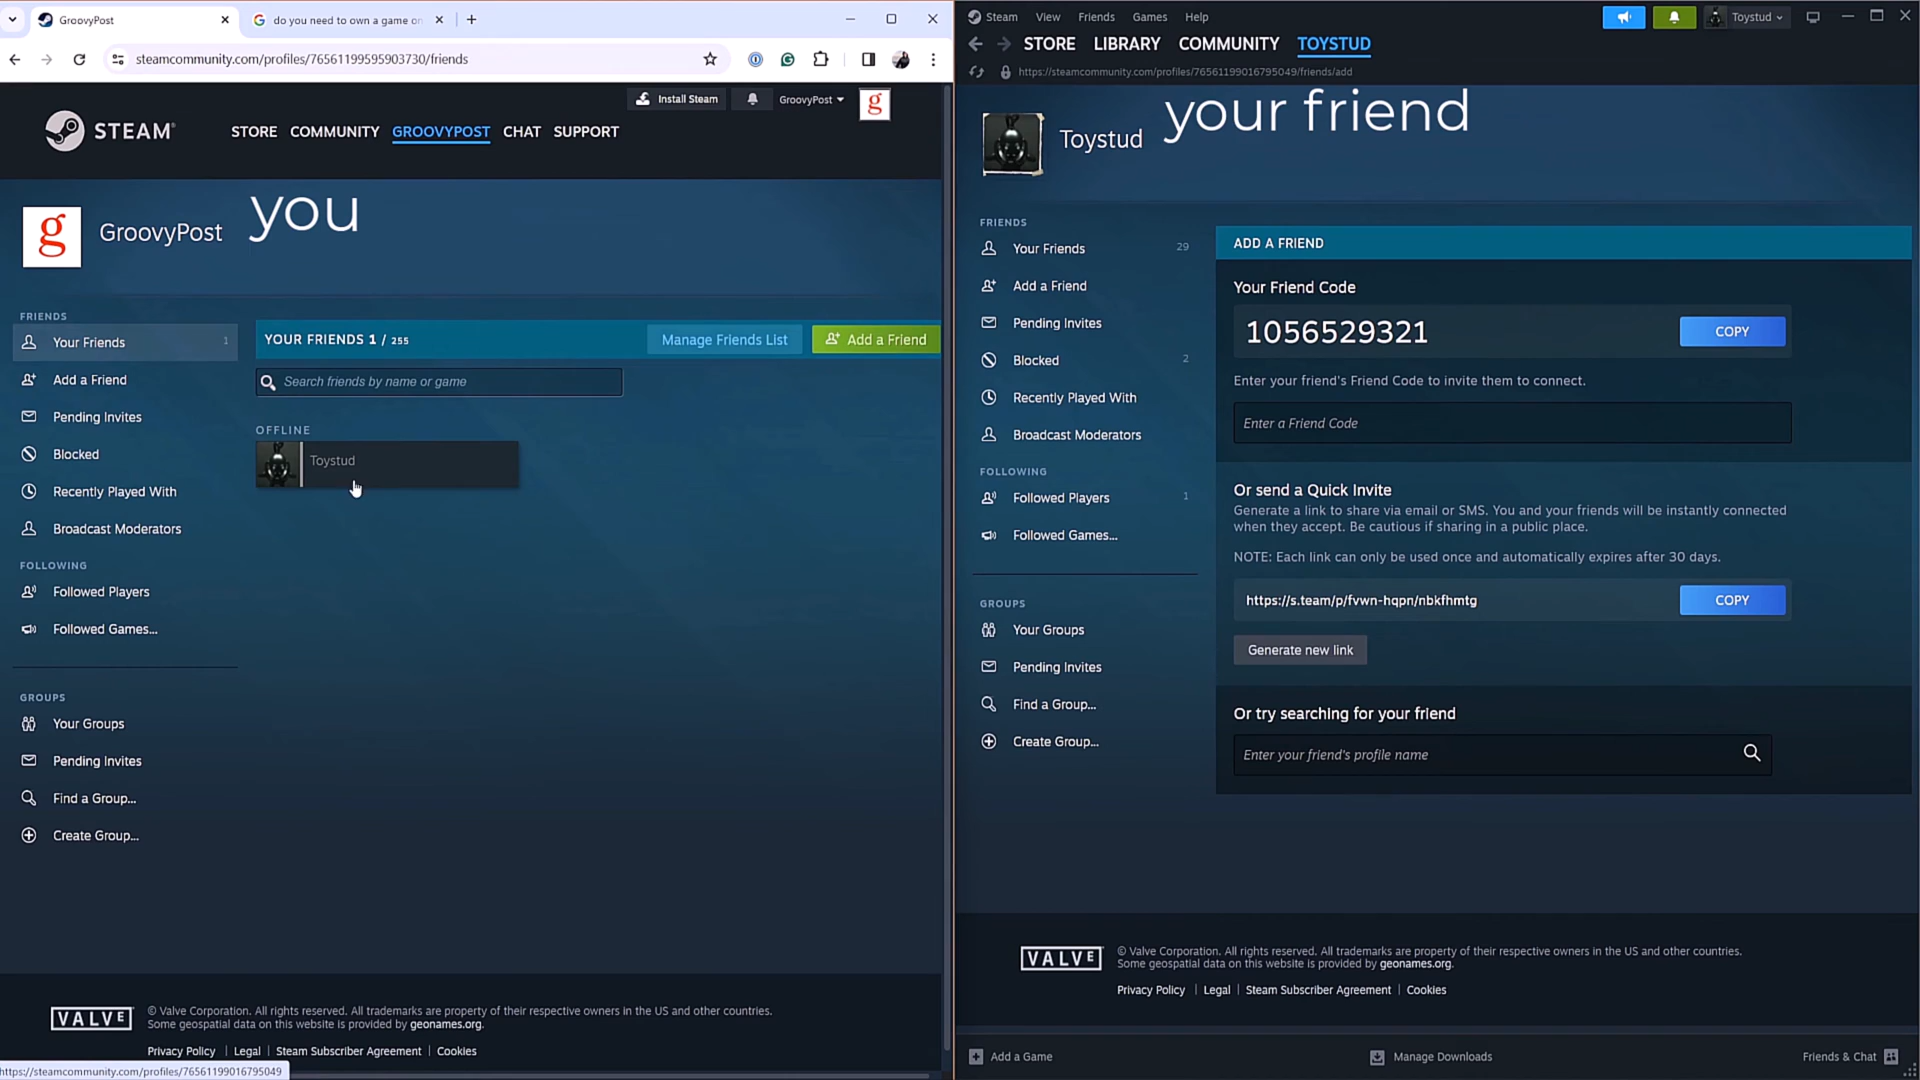 GroovyPost
do you need to own a game on
steamcommunity.com/profiles/76561199595903730/friends
Install Steam
GroovyPost
g
STEAM
STORE COMMUNITY GROOVYPOST CHAT SUPPORT
g
GroovyPost
you
FRIENDS
Your Friends 1
Add a Friend
Pending Invites
Blocked
Recently Played With
Broadcast Moderators
FOLLOWING
Followed Players
Followed Games...
GROUPS
Your Groups
Pending Invites
Find a Group...
Create Group...
YOUR FRIENDS 1 / 255
Manage Friends List
Add a Friend
Search friends by name or game
OFFLINE
Toystud
VALVE
© Valve Corporation. All rights reserved. All trademarks are property of their respective owners in the US and other countries.
Some geospatial data on this website is provided by geonames.org.
Privacy Policy | Legal | Steam Subscriber Agreement | Cookies
https://steamcommunity.com/profiles/76561199016795049
Steam View Friends Games Help
Toystud
STORE LIBRARY COMMUNITY TOYSTUD
https://steamcommunity.com/profiles/76561199016795049/friends/add
Toystud
your friend
FRIENDS
Your Friends 29
Add a Friend
Pending Invites
Blocked 2
Recently Played With
Broadcast Moderators
FOLLOWING
Followed Players 1
Followed Games...
GROUPS
Your Groups
Pending Invites
Find a Group...
Create Group...
ADD A FRIEND
Your Friend Code
1056529321
COPY
Enter your friend's Friend Code to invite them to connect.
Enter a Friend Code
Or send a Quick Invite
Generate a link to share via email or SMS. You and your friends will be instantly connected
when they accept. Be cautious if sharing in a public place.
NOTE: Each link can only be used once and automatically expires after 30 days.
https://s.team/p/fvwn-hqpn/nbkfhmtg
COPY
Generate new link
Or try searching for your friend
Enter your friend's profile name
VALVE
© Valve Corporation. All rights reserved. All trademarks are property of their respective owners in the US and other countries.
Some geospatial data on this website is provided by geonames.org.
Privacy Policy | Legal | Steam Subscriber Agreement | Cookies
Add a Game
Manage Downloads
Friends & Chat